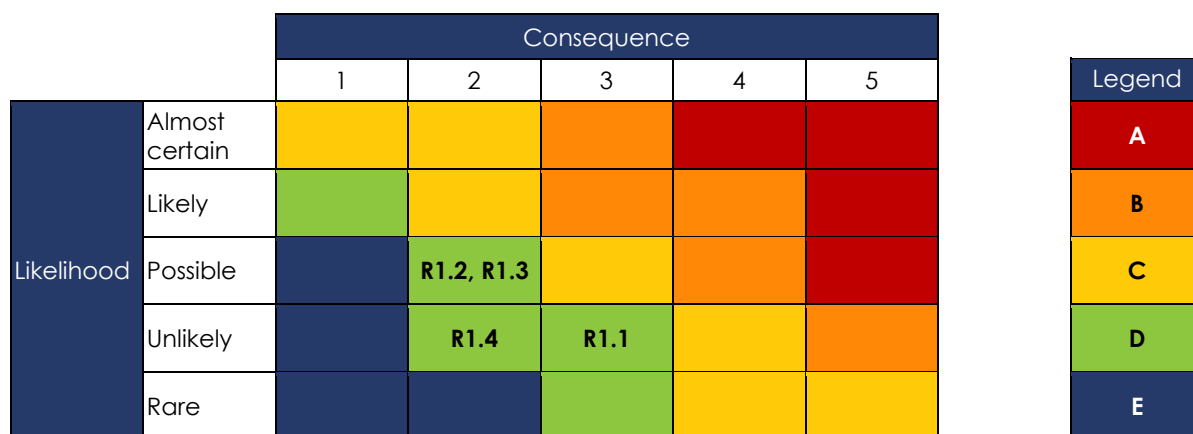 Consequence
1 2 3 4 5
Legend
Almost
certain
A
Likely
B
Likelihood
Possible
R1.2, R1.3
C
Unlikely
R1.4
R1.1
D
Rare
E